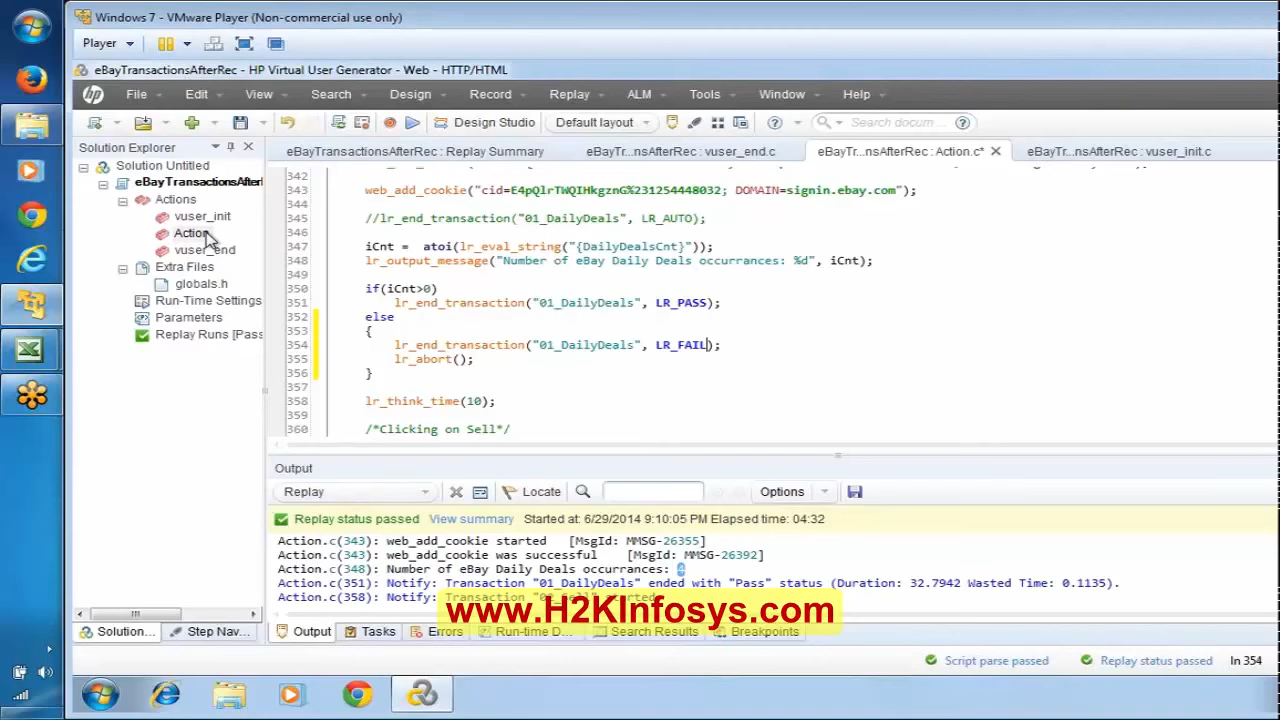 Windows 7 - VMware Player (Non-commercial use only)
Player
eBayTransactionsAfterRec - HP Virtual User Generator - Web - HTTP/HTML
hp File Edit View Search Design Record Replay ALM Tools Window Help
Design Studio Default layout Search docum...
Solution Explorer
eBayTransactionsAfterRec : Replay Summary eBayTr...nsAfterRec : vuser_end.c eBayTr...nsAfterRec : Action.c* eBayTr...nsAfterRec : vuser_init.c
Solution Untitled
eBayTransactionsAfterl
Actions
vuser_init
Action
vuser_end
Extra Files
globals.h
Run-Time Settings
Parameters
Replay Runs [Pass
342
343 web_add_cookie("cid=E4pQlrTWQIHkgznG%231254448032; DOMAIN=signin.ebay.com");
344
345 //lr_end_transaction("01_DailyDeals", LR_AUTO);
346
347 iCnt = atoi(lr_eval_string("{DailyDealsCnt}"));
348 lr_output_message("Number of eBay Daily Deals occurrances: %d", iCnt);
349
350 if(iCnt>0)
351 lr_end_transaction("01_DailyDeals", LR_PASS);
352 else
353 {
354 lr_end_transaction("01_DailyDeals", LR_FAIL);
355 lr_abort();
356 }
357
358 lr_think_time(10);
359
360 /*Clicking on Sell*/
Output
Replay Locate Options
Replay status passed View summary Started at: 6/29/2014 9:10:05 PM Elapsed time: 04:32
Action.c(343): web_add_cookie started [MsgId: MMSG-26355]
Action.c(343): web_add_cookie was successful [MsgId: MMSG-26392]
Action.c(348): Number of eBay Daily Deals occurrances: 4
Action.c(351): Notify: Transaction "01_DailyDeals" ended with "Pass" status (Duration: 32.7942 Wasted Time: 0.1135).
Action.c(358): Notify: Transaction started.
www.H2KInfosys.com
Solution... Step Nav... Output Tasks Errors Run-time D... Search Results Breakpoints
Script parse passed Replay status passed ln 354